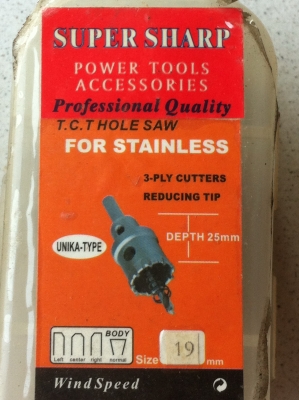 SUPER SHARP
POWER TOOLS
ACCESSORIES
Professional Quality
T.C.T HOLE SAW
FOR STAINLESS
3-PLY CUTTERS
REDUCING TIP
DEPTH 25mm
UNIKA-TYPE
BODY
Left center right normal
Size 19 mm
Wind Speed